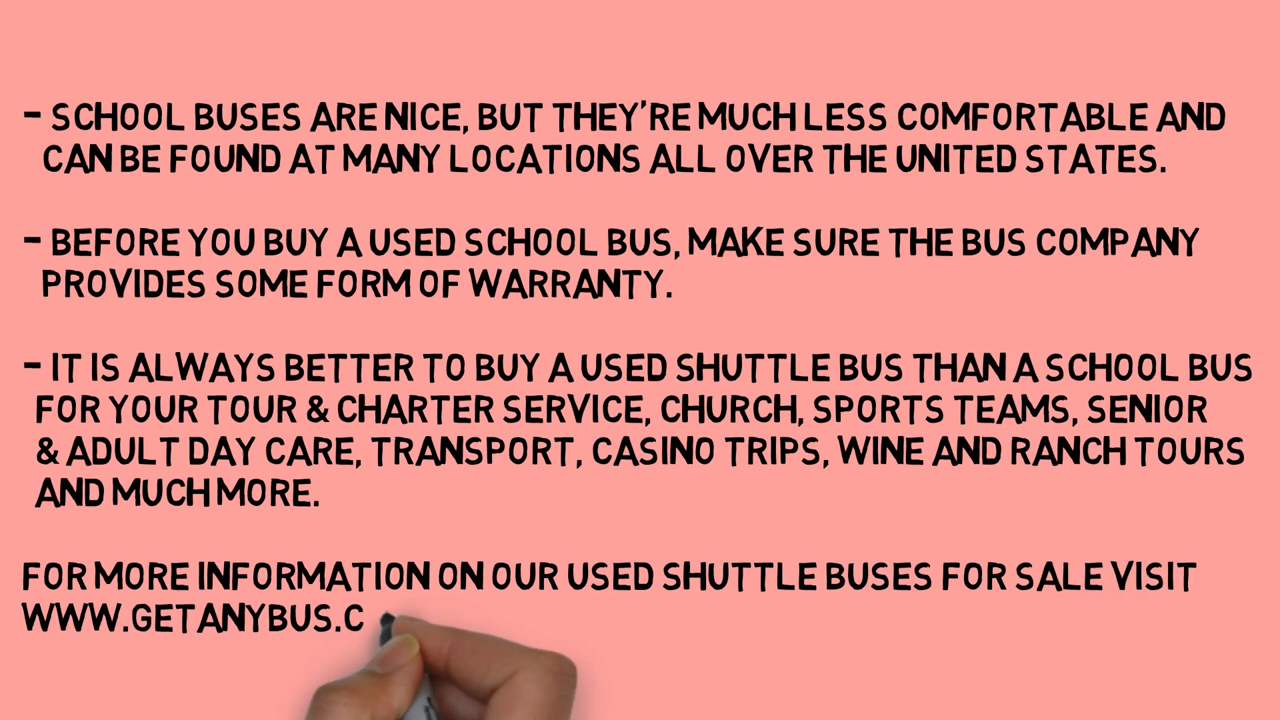 - SCHOOL BUSES ARE NICE, BUT THEY'RE MUCH LESS COMFORTABLE AND
CAN BE FOUND AT MANY LOCATIONS ALL OVER THE UNITED STATES.
- BEFORE YOU BUY A USED SCHOOL BUS, MAKE SURE THE BUS COMPANY
PROVIDES SOME FORM OF WARRANTY.
- IT IS ALWAYS BETTER TO BUY A USED SHUTTLE BUS THAN A SCHOOL BUS
FOR YOUR TOUR & CHARTER SERVICE, CHURCH, SPORTS TEAMS, SENIOR
& ADULT DAY CARE, TRANSPORT, CASINO TRIPS, WINE AND RANCH TOURS
AND MUCH MORE.
FOR MORE INFORMATION ON OUR USED SHUTTLE BUSES FOR SALE VISIT
WWW.GETANYBUS.C